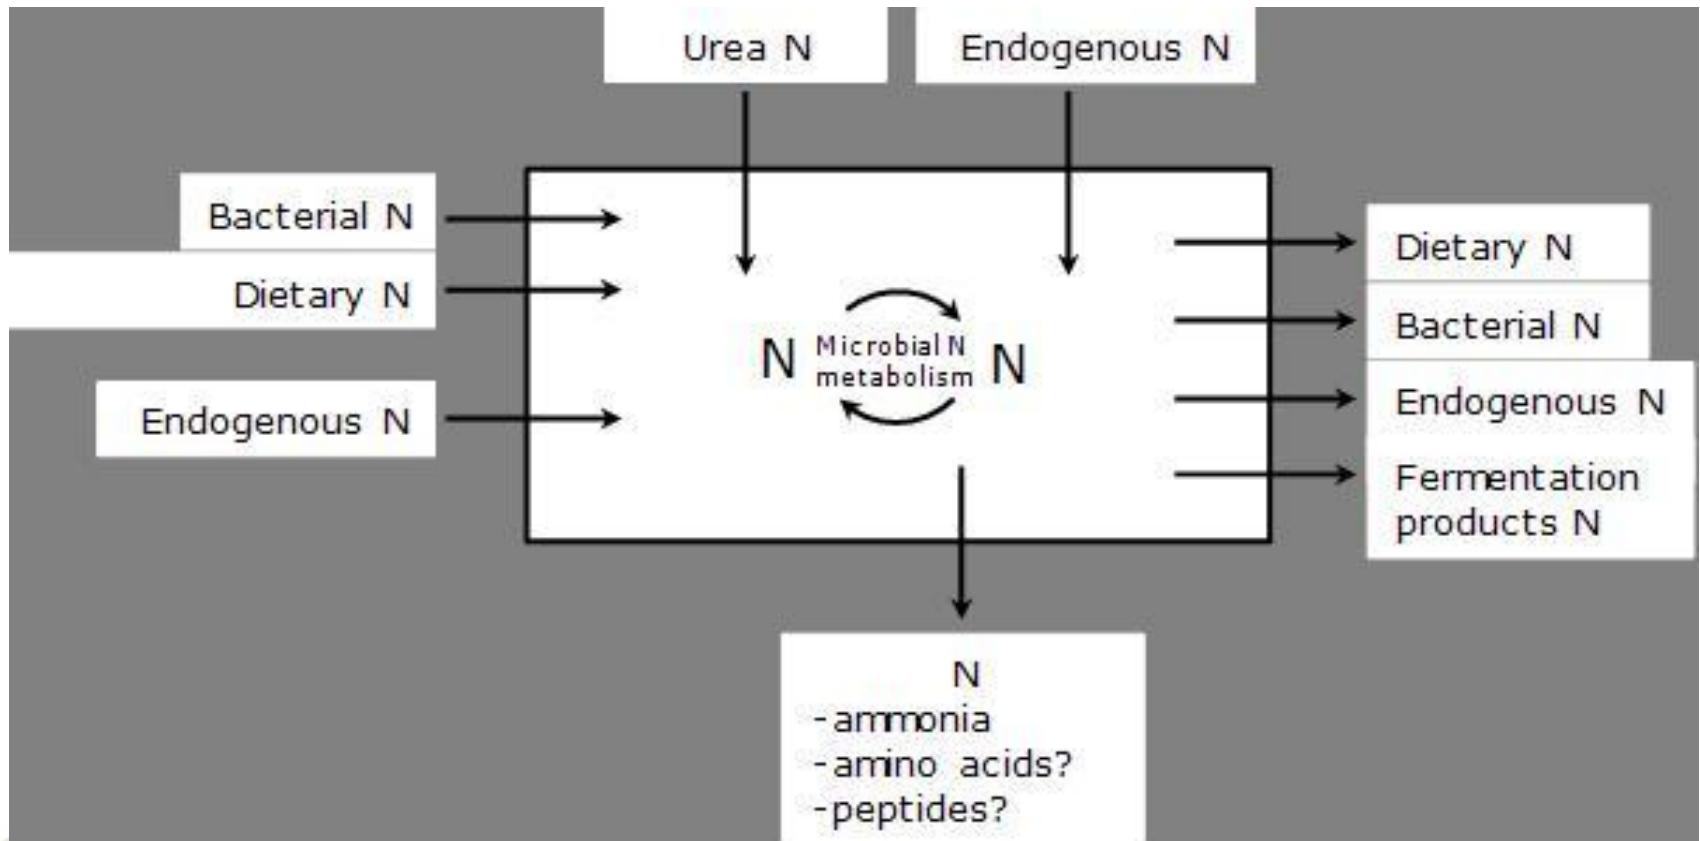 Urea N
Endogenous N
Bacterial N
Dietary N
Endogenous N
N
Microbial N
metabolism
N
Dietary N
Bacterial N
Endogenous N
Fermentation
products N
N
-ammonia
-amino acids?
-peptides?